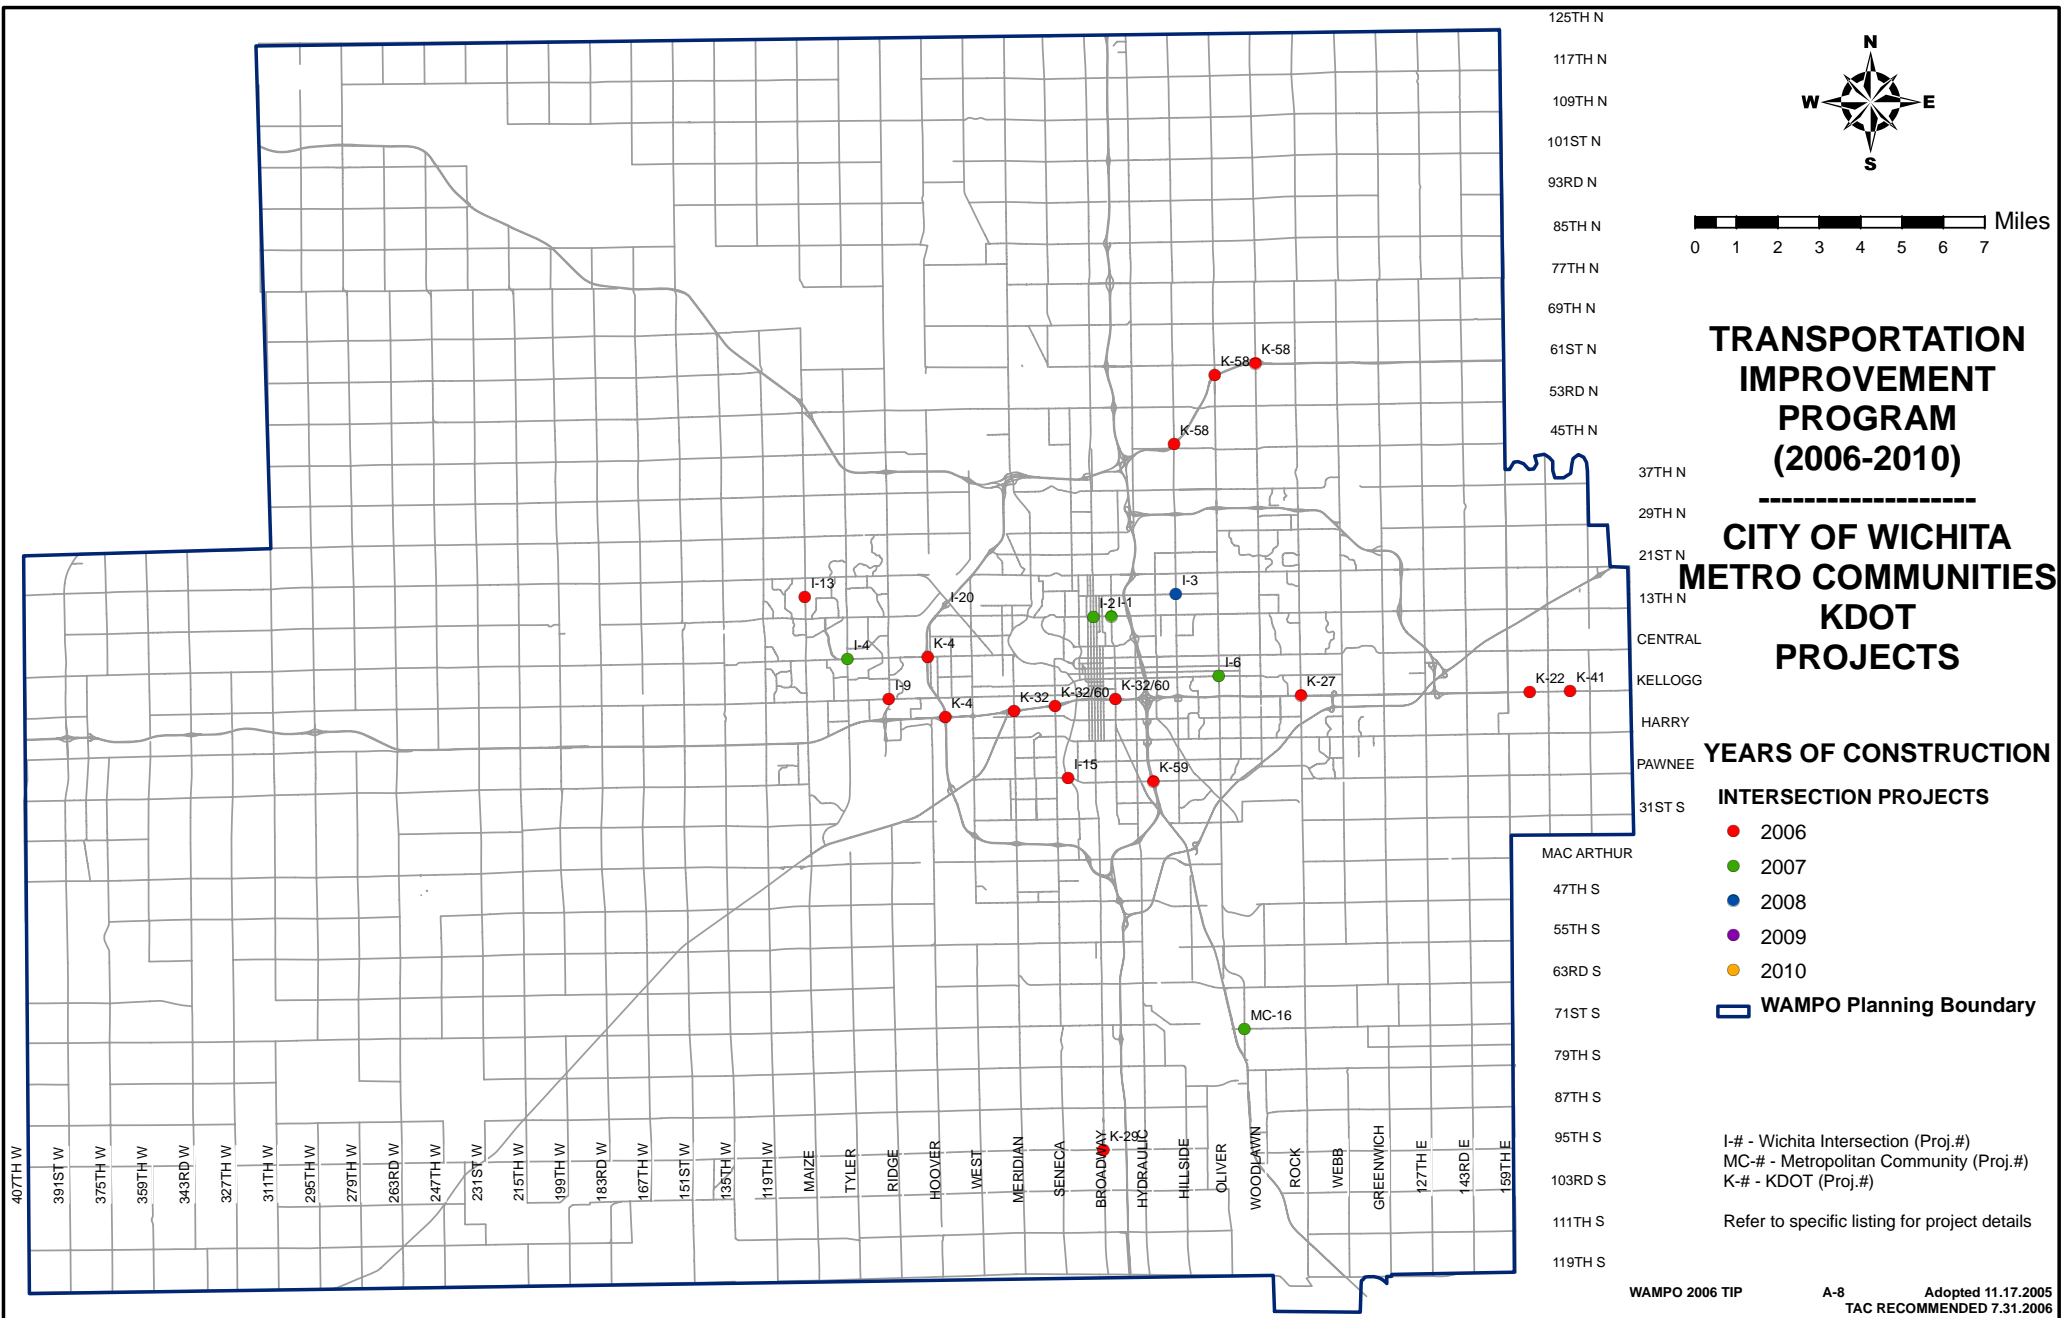 125TH N
117TH N
109TH N
101ST N
93RD N
85TH N
77TH N
69TH N
61ST N
53RD N
45TH N
37TH N
29TH N
21ST N
13TH N
CENTRAL
KELLOGG
HARRY
PAWNEE
31ST S
MAC ARTHUR
47TH S
55TH S
63RD S
71ST S
79TH S
87TH S
95TH S
103RD S
111TH S
119TH S
K-58
K-58
K-58
I-13
I-20
I-3
I-2
I-1
I-4
K-4
I-6
I-9
K-4
K-32
K-32/60
K-32/60
K-27
K-22
K-41
I-15
K-59
MC-16
K-29
407TH W
391ST W
375TH W
359TH W
343RD W
327TH W
311TH W
295TH W
279TH W
263RD W
247TH W
231ST W
215TH W
199TH W
183RD W
167TH W
151ST W
135TH W
119TH W
MAIZE
TYLER
RIDGE
HOOVER
WEST
MERIDIAN
SENECA
BROADWAY
HYDRAULIC
HILLSIDE
OLIVER
WOODLAWN
ROCK
WEBB
GREENWICH
127TH E
143RD E
159TH E
N
W E
S
Miles
0 1 2 3 4 5 6 7
TRANSPORTATION
IMPROVEMENT
PROGRAM
(2006-2010)
-------------------
CITY OF WICHITA
METRO COMMUNITIES
KDOT
PROJECTS
YEARS OF CONSTRUCTION
INTERSECTION PROJECTS
2006
2007
2008
2009
2010
WAMPO Planning Boundary
I-# - Wichita Intersection (Proj.#)
MC-# - Metropolitan Community (Proj.#)
K-# - KDOT (Proj.#)
Refer to specific listing for project details
WAMPO 2006 TIP A-8 Adopted 11.17.2005
TAC RECOMMENDED 7.31.2006